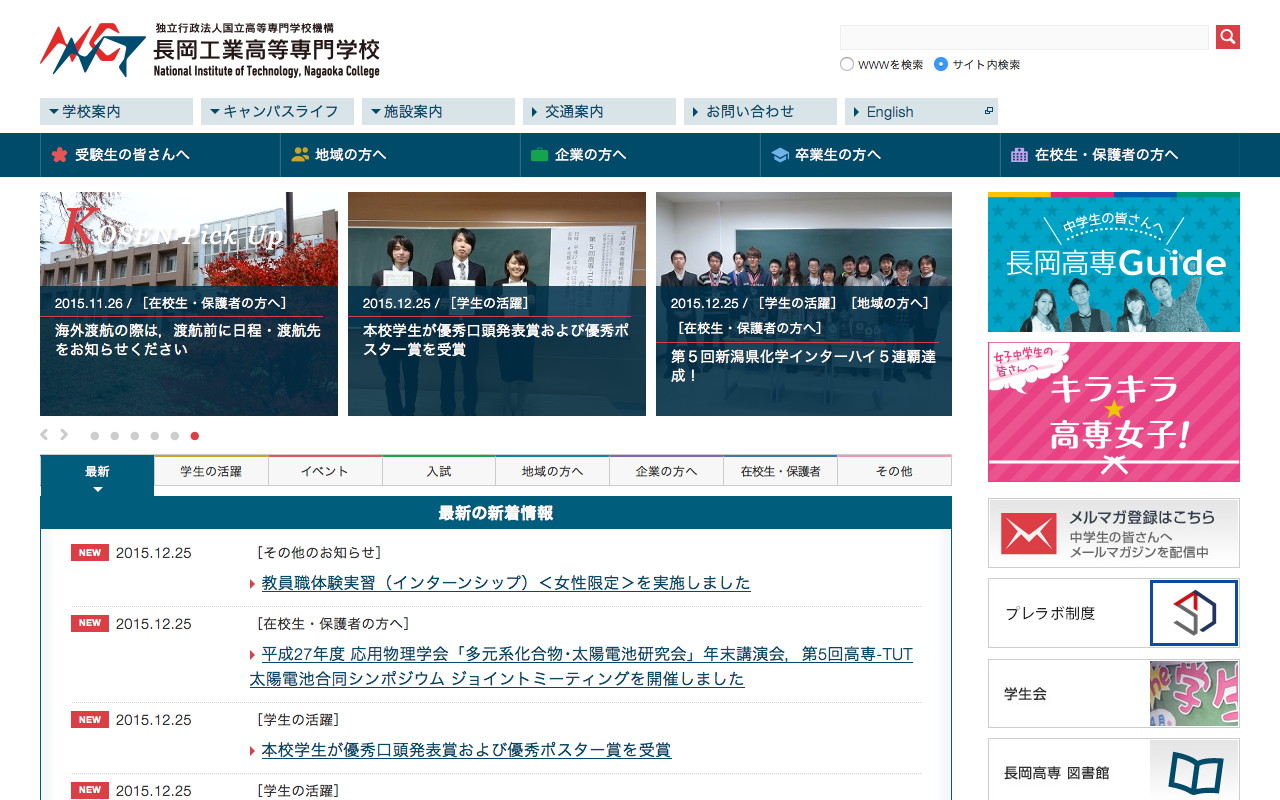 独立行政法人国立高等専門学校機構
長岡工業高等専門学校
National Institute of Technology, Nagaoka College
WWWを検索 サイト内検索
学校案内 キャンパスライフ 施設案内 交通案内 お問い合わせ English
受験生の皆さんへ 地域の方へ 企業の方へ 卒業生の方へ 在校生・保護者の方へ
KOSEN Pick Up
2015.11.26 / ［在校生・保護者の方へ］
海外渡航の際は，渡航前に日程・渡航先
をお知らせください
2015.12.25 / ［学生の活躍］
本校学生が優秀口頭発表賞および優秀ポ
スター賞を受賞
2015.12.25 / ［学生の活躍］ ［地域の方へ］
［在校生・保護者の方へ］
第５回新潟県化学インターハイ５連覇達
成！
中学生の皆さんへ
長岡高専Guide
女子中学生の
皆さんへ
キラキラ
高専女子!
メルマガ登録はこちら
中学生の皆さんへ
メールマガジンを配信中
プレラボ制度
学生会
長岡高専 図書館
最新 学生の活躍 イベント 入試 地域の方へ 企業の方へ 在校生・保護者 その他
最新の新着情報
NEW 2015.12.25 ［その他のお知らせ］
教員職体験実習（インターンシップ）＜女性限定＞を実施しました
NEW 2015.12.25 ［在校生・保護者の方へ］
平成27年度 応用物理学会「多元系化合物･太陽電池研究会」年末講演会，第5回高専-TUT
太陽電池合同シンポジウム ジョイントミーティングを開催しました
NEW 2015.12.25 ［学生の活躍］
本校学生が優秀口頭発表賞および優秀ポスター賞を受賞
NEW 2015.12.25 ［学生の活躍］